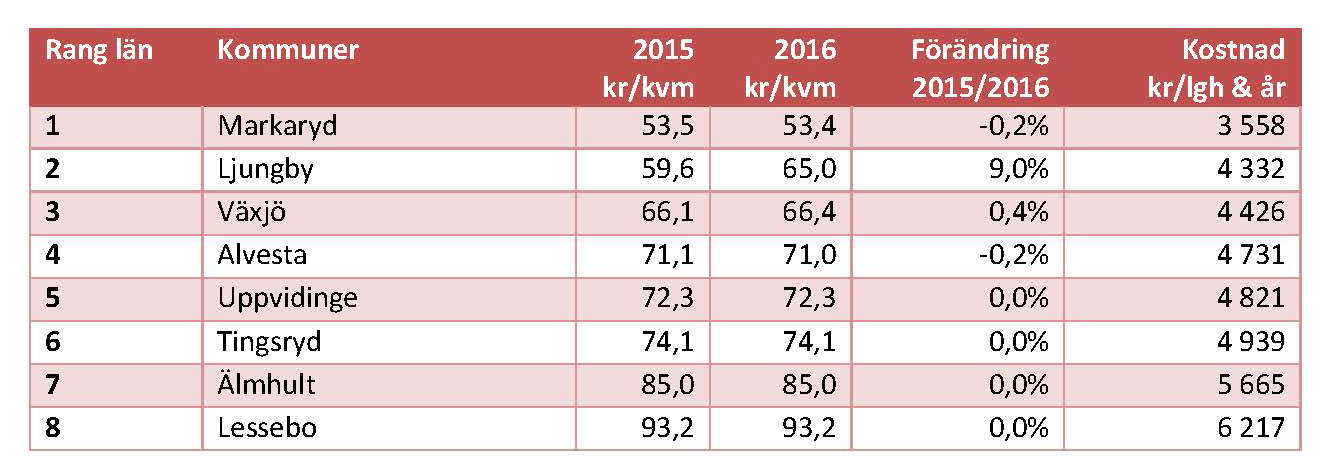 Rang län Kommuner 2015 2016 Förändring Kostnad
kr/kvm kr/kvm 2015/2016 kr/lgh & år
1 Markaryd 53,5 53,4 -0,2% 3 558
2 Ljungby 59,6 65,0 9,0% 4 332
3 Växjö 66,1 66,4 0,4% 4 426
4 Alvesta 71,1 71,0 -0,2% 4 731
5 Uppvidinge 72,3 72,3 0,0% 4 821
6 Tingsryd 74,1 74,1 0,0% 4 939
7 Älmhult 85,0 85,0 0,0% 5 665
8 Lessebo 93,2 93,2 0,0% 6 217